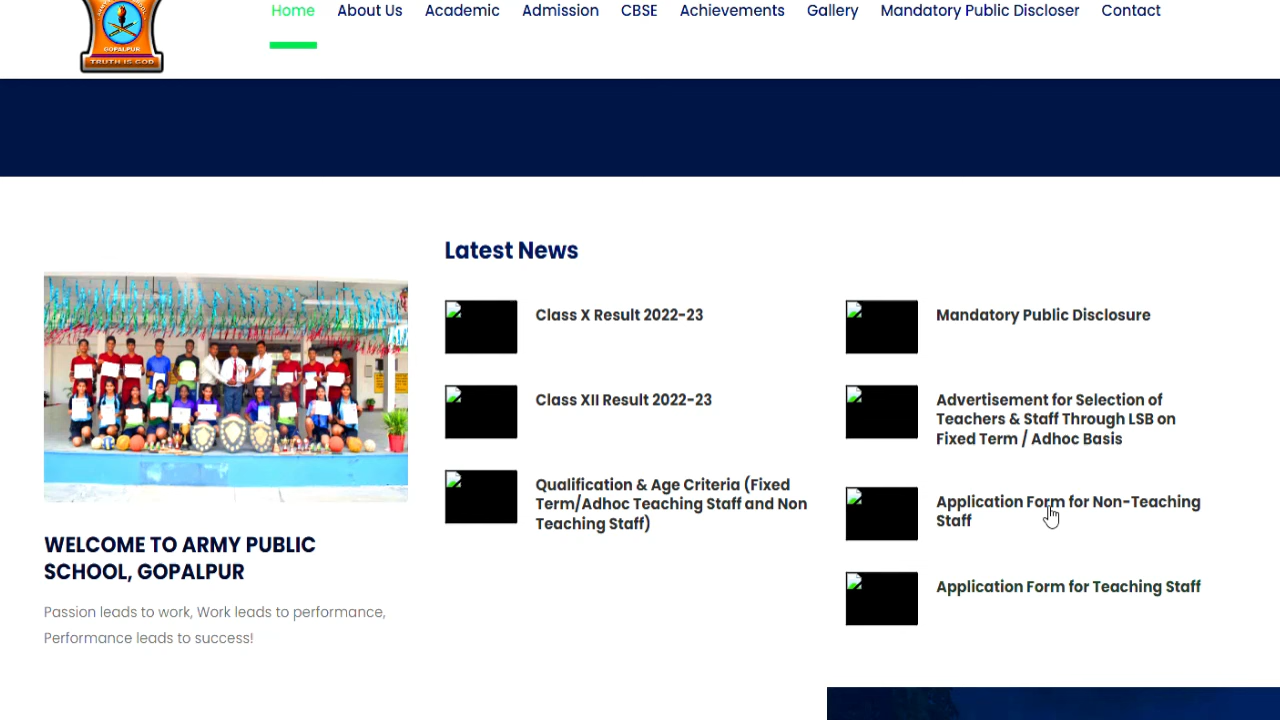 GOPALPUR
TRUTH IS GOD
Home About Us Academic Admission CBSE Achievements Gallery Mandatory Public Discloser Contact
Latest News
Class X Result 2022-23
Class XII Result 2022-23
Qualification & Age Criteria (Fixed
Term/Adhoc Teaching Staff and Non
Teaching Staff)
Mandatory Public Disclosure
Advertisement for Selection of
Teachers & Staff Through LSB on
Fixed Term / Adhoc Basis
Application Form for Non-Teaching
Staff
Application Form for Teaching Staff
WELCOME TO ARMY PUBLIC
SCHOOL, GOPALPUR
Passion leads to work, Work leads to performance,
Performance leads to success!